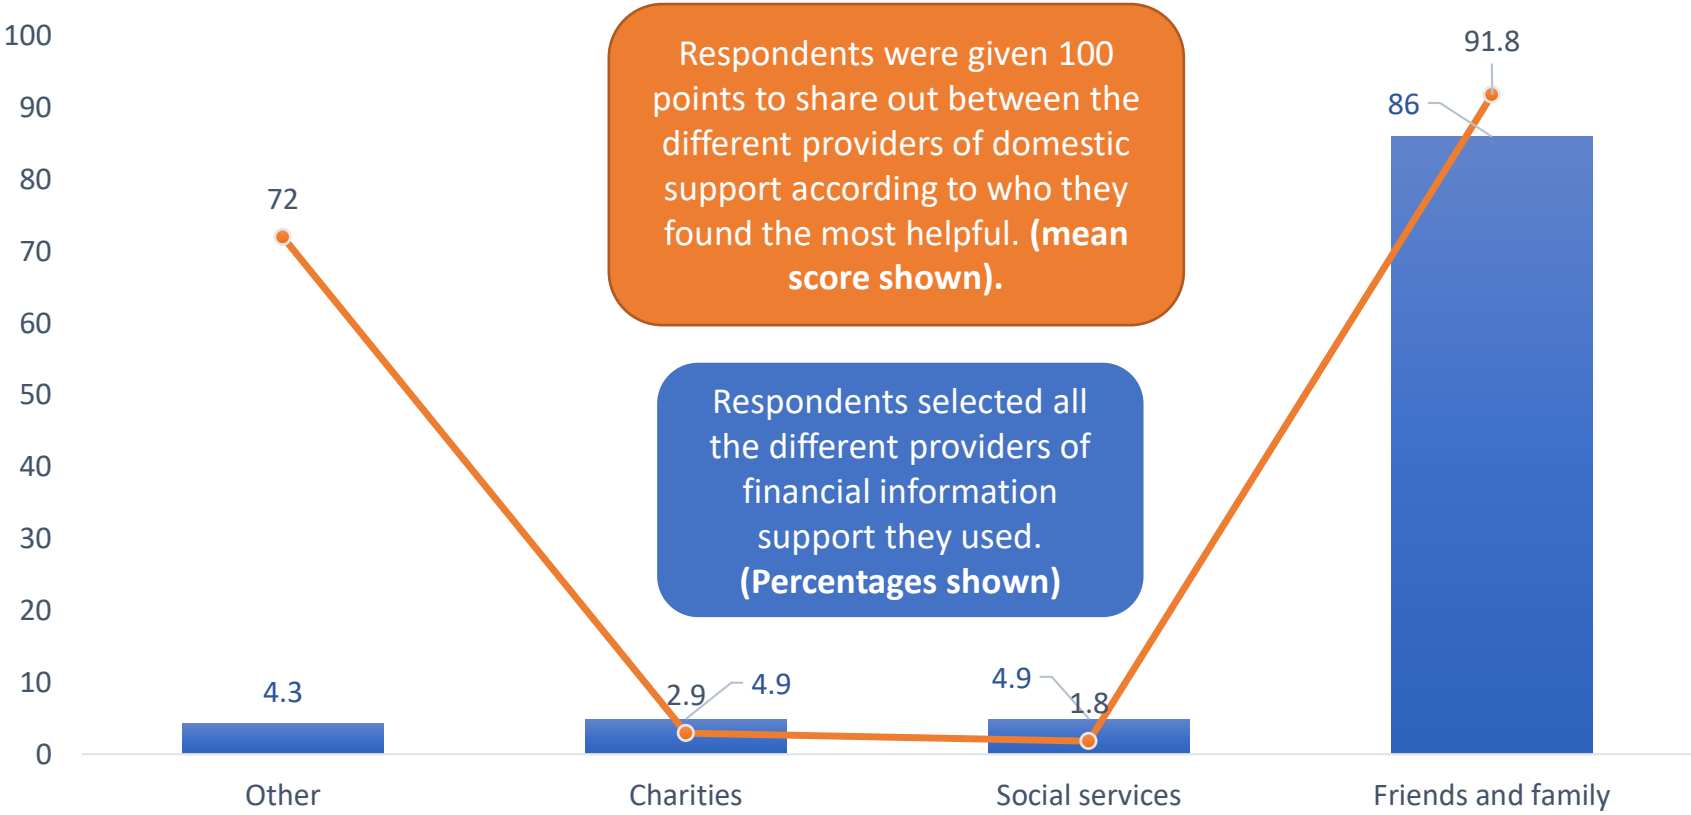 100
90
80
70
60
50
40
30
20
10
0
Respondents were given 100
points to share out between the
different providers of domestic
support according to who they
found the most helpful. (mean
score shown).
Respondents selected all
the different providers of
financial information
support they used.
(Percentages shown)
72
4.3
2.9
4.9
4.9
1.8
86
91.8
Other
Charities
Social services
Friends and family